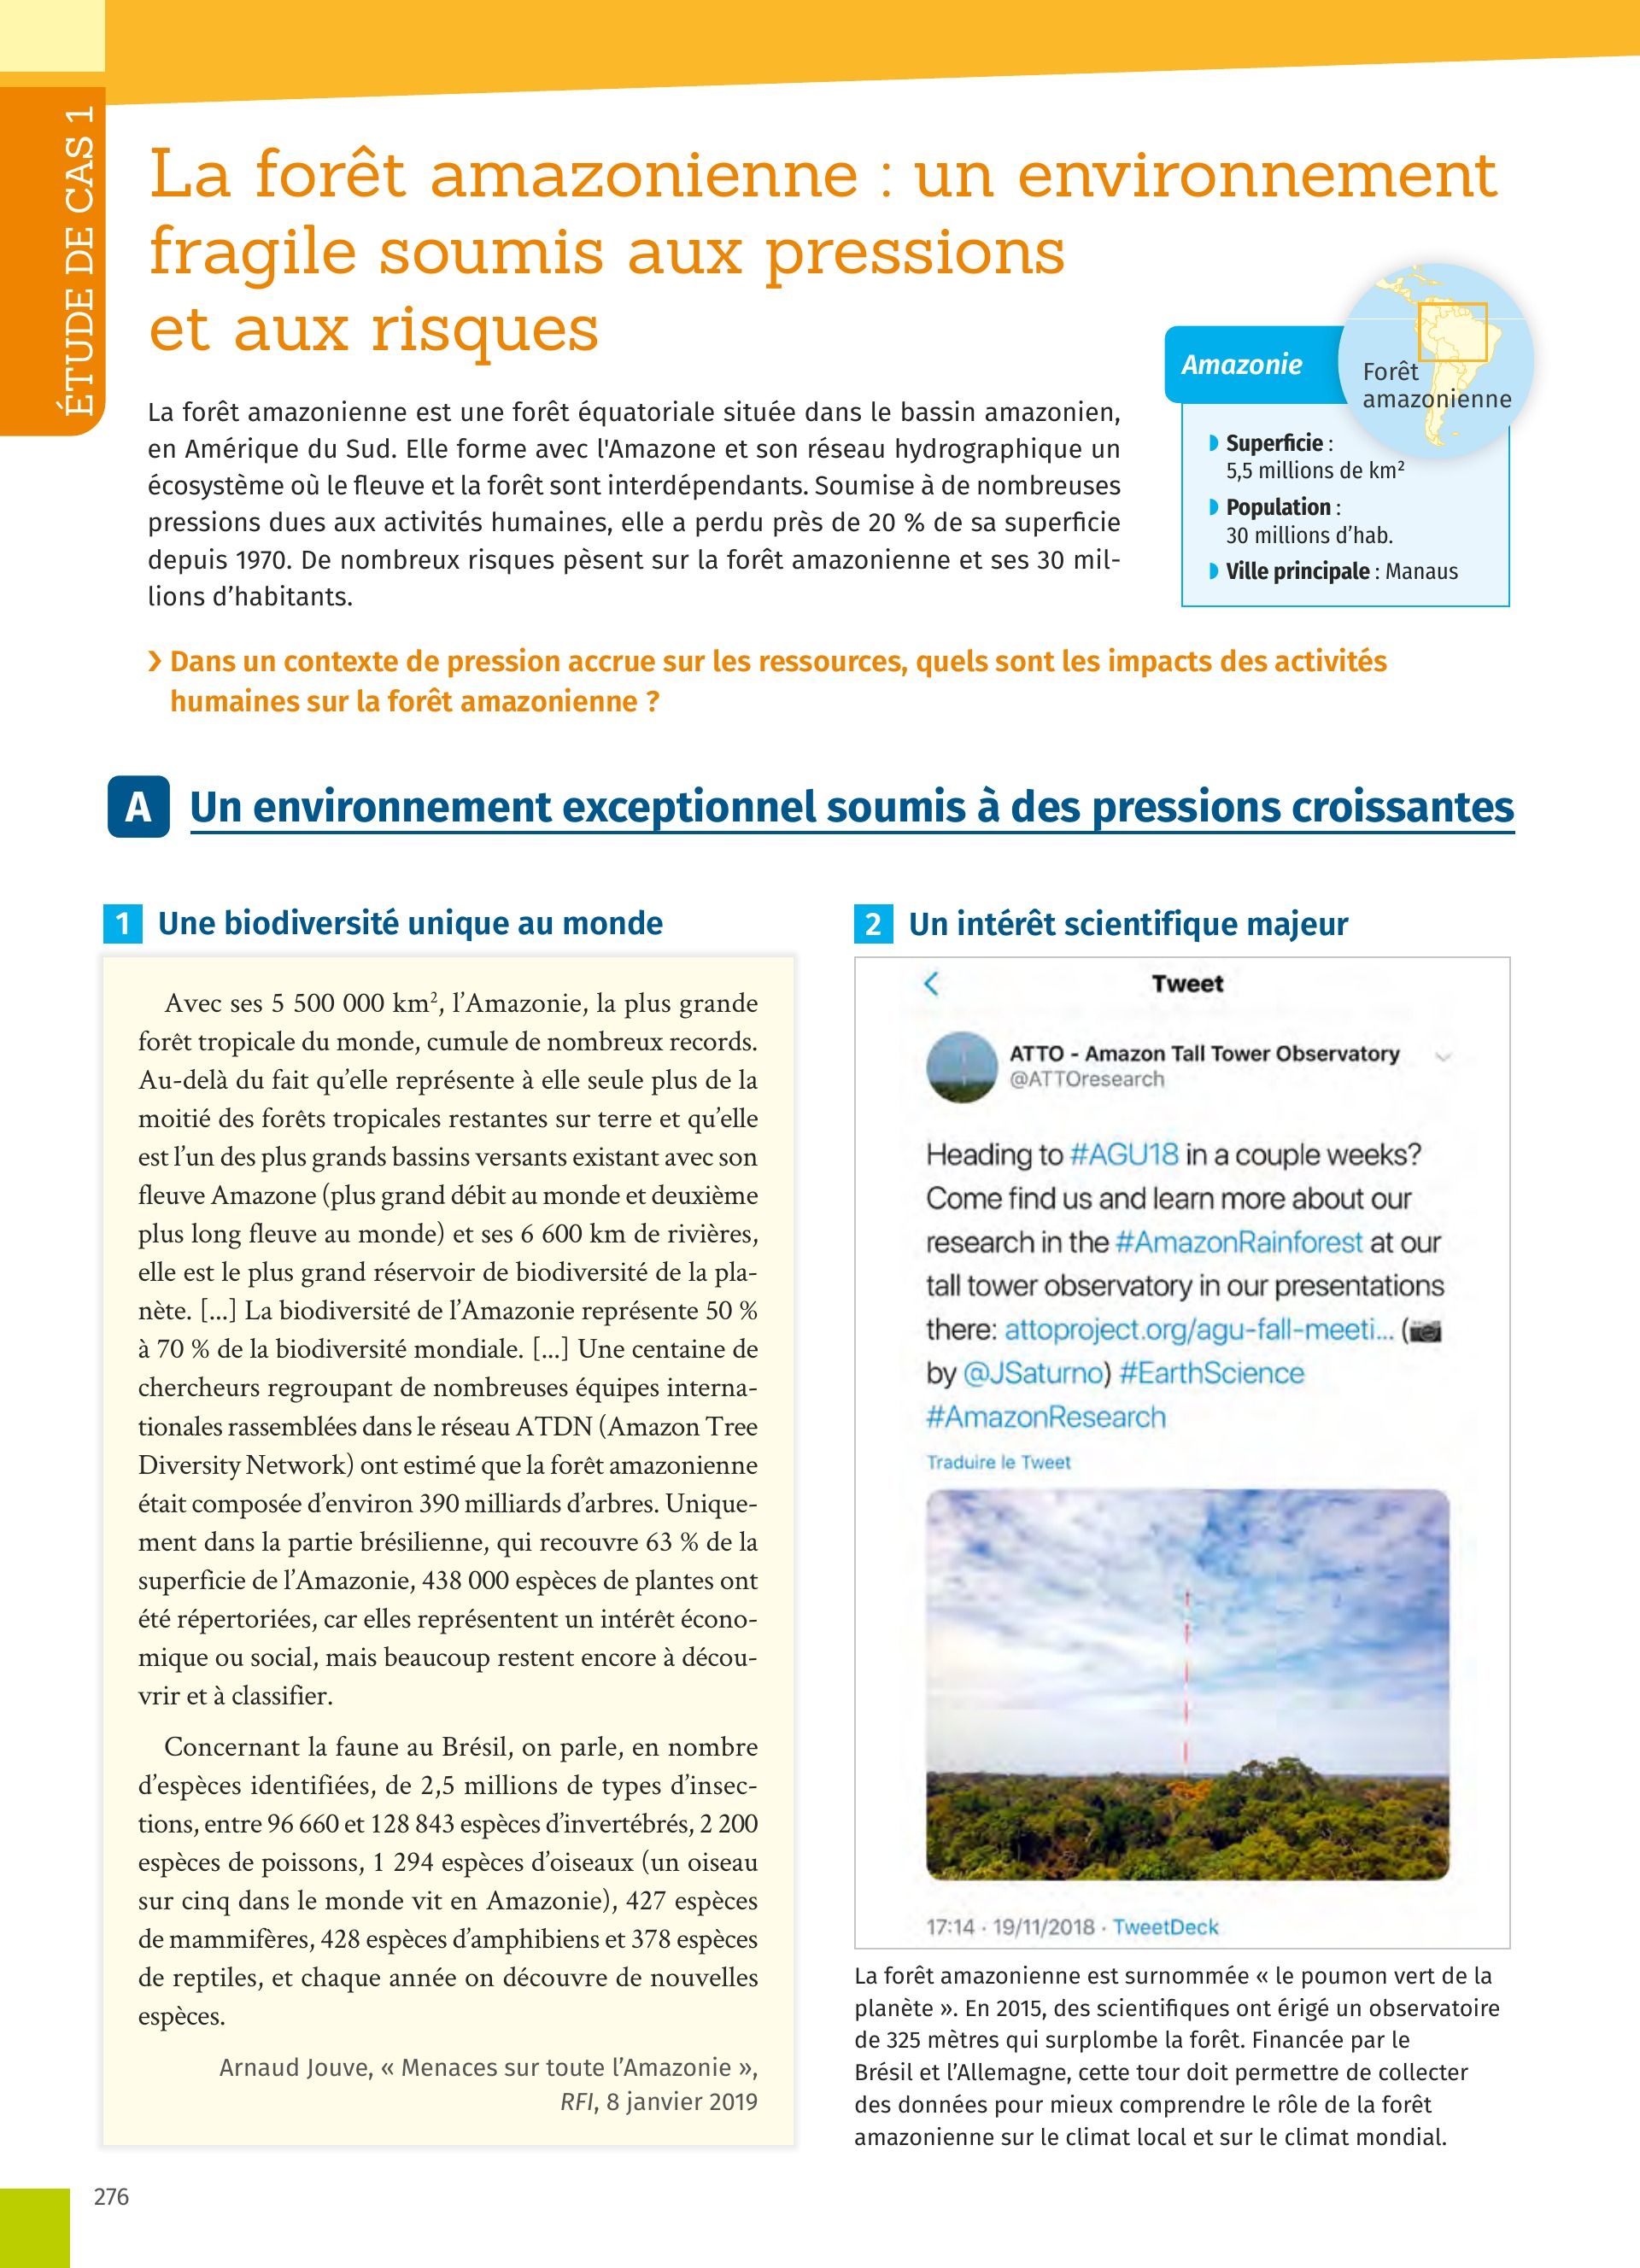 ÉTUDE DE CAS 1
La forêt amazonienne : un environnement
fragile soumis aux pressions
et aux risques
La forêt amazonienne est une forêt équatoriale située dans le bassin amazonien,
en Amérique du Sud. Elle forme avec l'Amazone et son réseau hydrographique un
écosystème où le fleuve et la forêt sont interdépendants. Soumise à de nombreuses
pressions dues aux activités humaines, elle a perdu près de 20 % de sa superficie
depuis 1970. De nombreux risques pèsent sur la forêt amazonienne et ses 30 mil-
lions d’habitants.
Amazonie
Forêt
amazonienne
Superficie :
5,5 millions de km²
Population :
30 millions d’hab.
Ville principale : Manaus
› Dans un contexte de pression accrue sur les ressources, quels sont les impacts des activités
humaines sur la forêt amazonienne ?
A Un environnement exceptionnel soumis à des pressions croissantes
1 Une biodiversité unique au monde
Avec ses 5 500 000 km², l’Amazonie, la plus grande
forêt tropicale du monde, cumule de nombreux records.
Au-delà du fait qu’elle représente à elle seule plus de la
moitié des forêts tropicales restantes sur terre et qu’elle
est l’un des plus grands bassins versants existant avec son
fleuve Amazone (plus grand débit au monde et deuxième
plus long fleuve au monde) et ses 6 600 km de rivières,
elle est le plus grand réservoir de biodiversité de la pla-
nète. [...] La biodiversité de l’Amazonie représente 50 %
à 70 % de la biodiversité mondiale. [...] Une centaine de
chercheurs regroupant de nombreuses équipes interna-
tionales rassemblées dans le réseau ATDN (Amazon Tree
Diversity Network) ont estimé que la forêt amazonienne
était composée d’environ 390 milliards d’arbres. Unique-
ment dans la partie brésilienne, qui recouvre 63 % de la
superficie de l’Amazonie, 438 000 espèces de plantes ont
été répertoriées, car elles représentent un intérêt écono-
mique ou social, mais beaucoup restent encore à décou-
vrir et à classifier.
Concernant la faune au Brésil, on parle, en nombre
d’espèces identifiées, de 2,5 millions de types d’insec-
tions, entre 96 660 et 128 843 espèces d’invertébrés, 2 200
espèces de poissons, 1 294 espèces d’oiseaux (un oiseau
sur cinq dans le monde vit en Amazonie), 427 espèces
de mammifères, 428 espèces d’amphibiens et 378 espèces
de reptiles, et chaque année on découvre de nouvelles
espèces.
Arnaud Jouve, « Menaces sur toute l’Amazonie »,
RFI, 8 janvier 2019
2 Un intérêt scientifique majeur
Tweet
ATTO - Amazon Tall Tower Observatory
@ATTOresearch
Heading to #AGU18 in a couple weeks?
Come find us and learn more about our
research in the #AmazonRainforest at our
tall tower observatory in our presentations
there: attoproject.org/agu-fall-meeti... (📷
by @JSaturno) #EarthScience
#AmazonResearch
Traduire le Tweet
17:14 · 19/11/2018 · TweetDeck
La forêt amazonienne est surnommée « le poumon vert de la
planète ». En 2015, des scientifiques ont érigé un observatoire
de 325 mètres qui surplombe la forêt. Financée par le
Brésil et l’Allemagne, cette tour doit permettre de collecter
des données pour mieux comprendre le rôle de la forêt
amazonienne sur le climat local et sur le climat mondial.
276